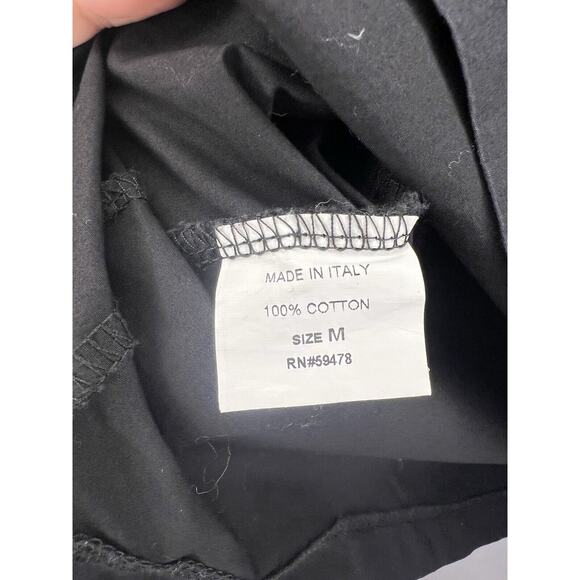 MADE IN ITALY
100% COTTON
SIZE M
RN#59478